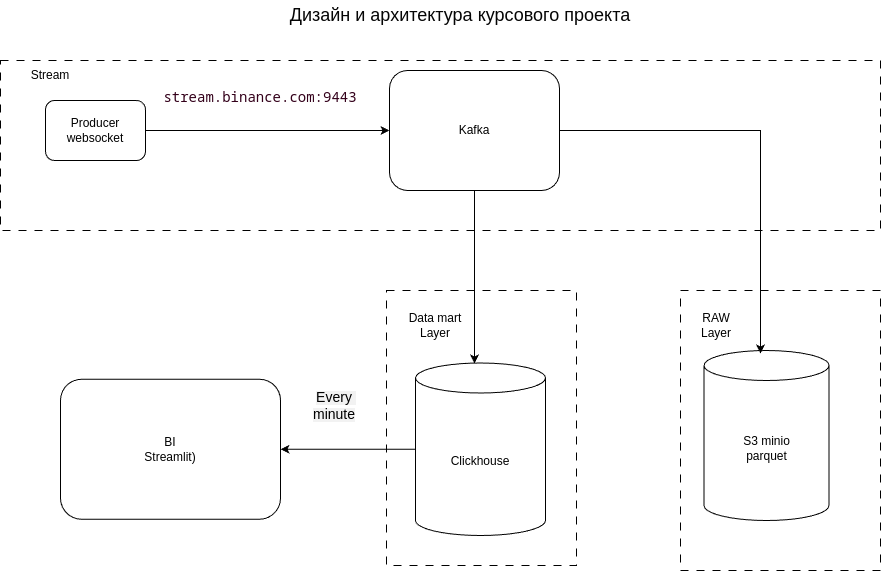 Дизайн и архитектура курсового проекта
Stream
Producer
websocket
stream.binance.com:9443
Kafka
Data mart
Layer
RAW
Layer
Every
minute
BI
Streamlit)
Clickhouse
S3 minio
parquet